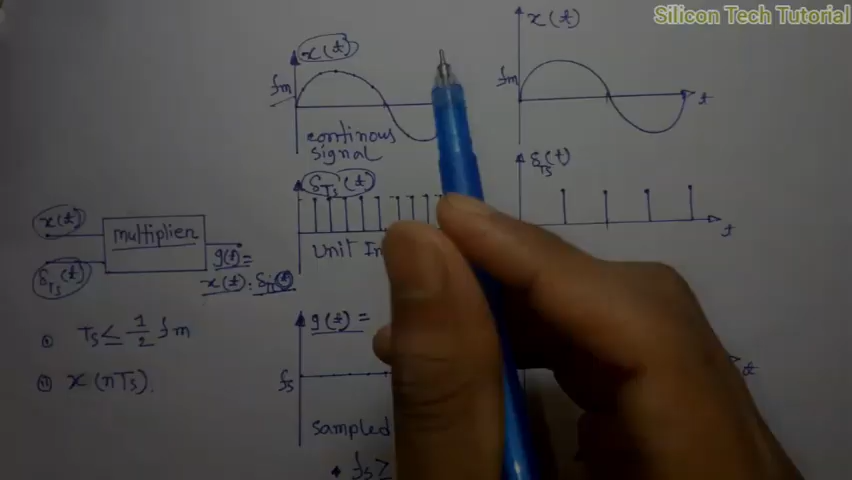 Silicon Tech Tutorial
x(t)
fm
continous
signal
x(t)
fm
t
δTs(t)
Unit
δTs(t)
t
x(t)
δTs(t)
multiplier
g(t) =
x(t).
① Ts ≤ 1/2 fm
② x(nTs).
g(t) =
fs
sampled
fs ≥
t